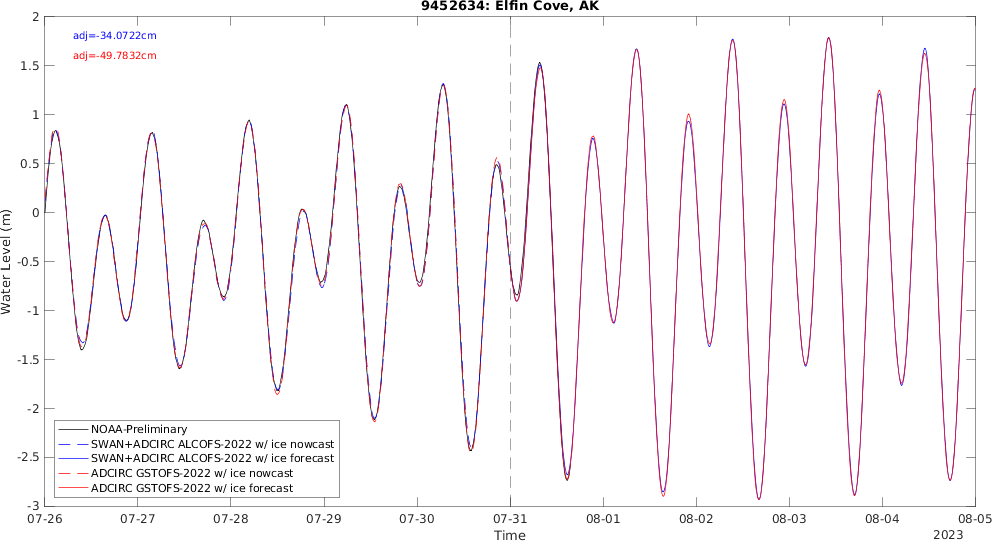 9452634: Elfin Cove, AK
adj=-34.0722cm
adj=-49.7832cm
2
1.5
1
0.5
0
-0.5
-1
-1.5
-2
-2.5
-3
Water Level (m)
NOAA-Preliminary
SWAN+ADCIRC ALCOFS-2022 w/ ice nowcast
SWAN+ADCIRC ALCOFS-2022 w/ ice forecast
ADCIRC GSTOFS-2022 w/ ice nowcast
ADCIRC GSTOFS-2022 w/ ice forecast
07-26 07-27 07-28 07-29 07-30 07-31 08-01 08-02 08-03 08-04 08-05
Time
2023